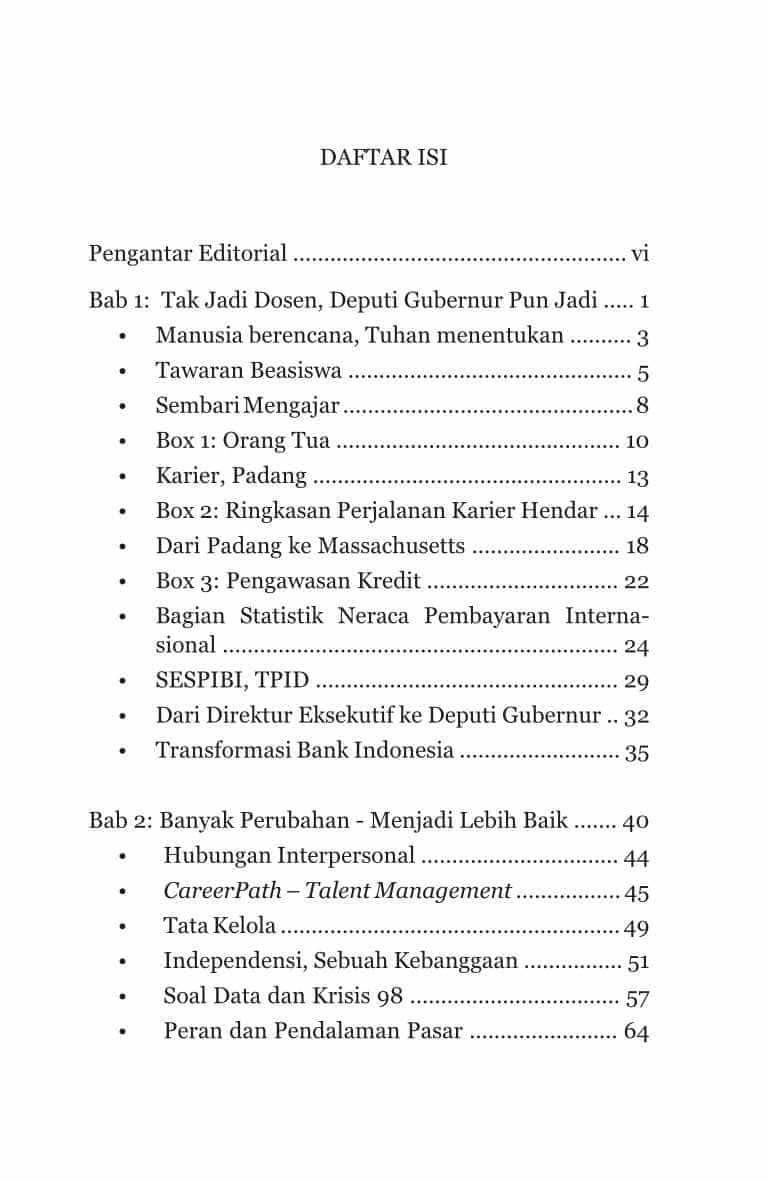 DAFTAR ISI
Pengantar Editorial ...................................................... vi
Bab 1: Tak Jadi Dosen, Deputi Gubernur Pun Jadi ..... 1
• Manusia berencana, Tuhan menentukan .......... 3
• Tawaran Beasiswa .............................................. 5
• Sembari Mengajar ............................................... 8
• Box 1: Orang Tua .............................................. 10
• Karier, Padang .................................................. 13
• Box 2: Ringkasan Perjalanan Karier Hendar ... 14
• Dari Padang ke Massachusetts ........................ 18
• Box 3: Pengawasan Kredit ............................... 22
• Bagian Statistik Neraca Pembayaran Interna-
sional ................................................................ 24
• SESPIBI, TPID ................................................. 29
• Dari Direktur Eksekutif ke Deputi Gubernur .. 32
• Transformasi Bank Indonesia .......................... 35
Bab 2: Banyak Perubahan - Menjadi Lebih Baik ....... 40
• Hubungan Interpersonal ................................ 44
• CareerPath – Talent Management ................. 45
• Tata Kelola ....................................................... 49
• Independensi, Sebuah Kebanggaan ................ 51
• Soal Data dan Krisis 98 .................................. 57
• Peran dan Pendalaman Pasar ........................ 64